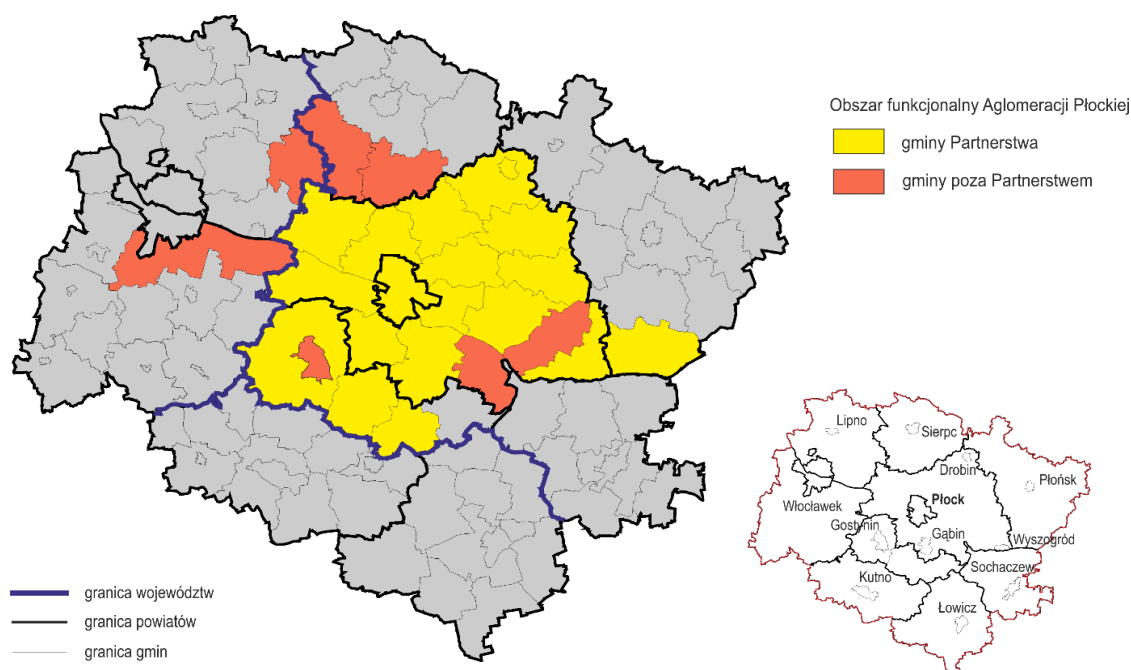 Obszar funkcjonalny Aglomeracji Płockiej
gminy Partnerstwa
gminy poza Partnerstwem
granica województw
granica powiatów
granica gmin
Lipno
Sierpc
Drobin
Płońsk
Włocławek
Płock
Gostynin
Gąbin
Wyszogród
Sochaczew
Kutno
Łowicz